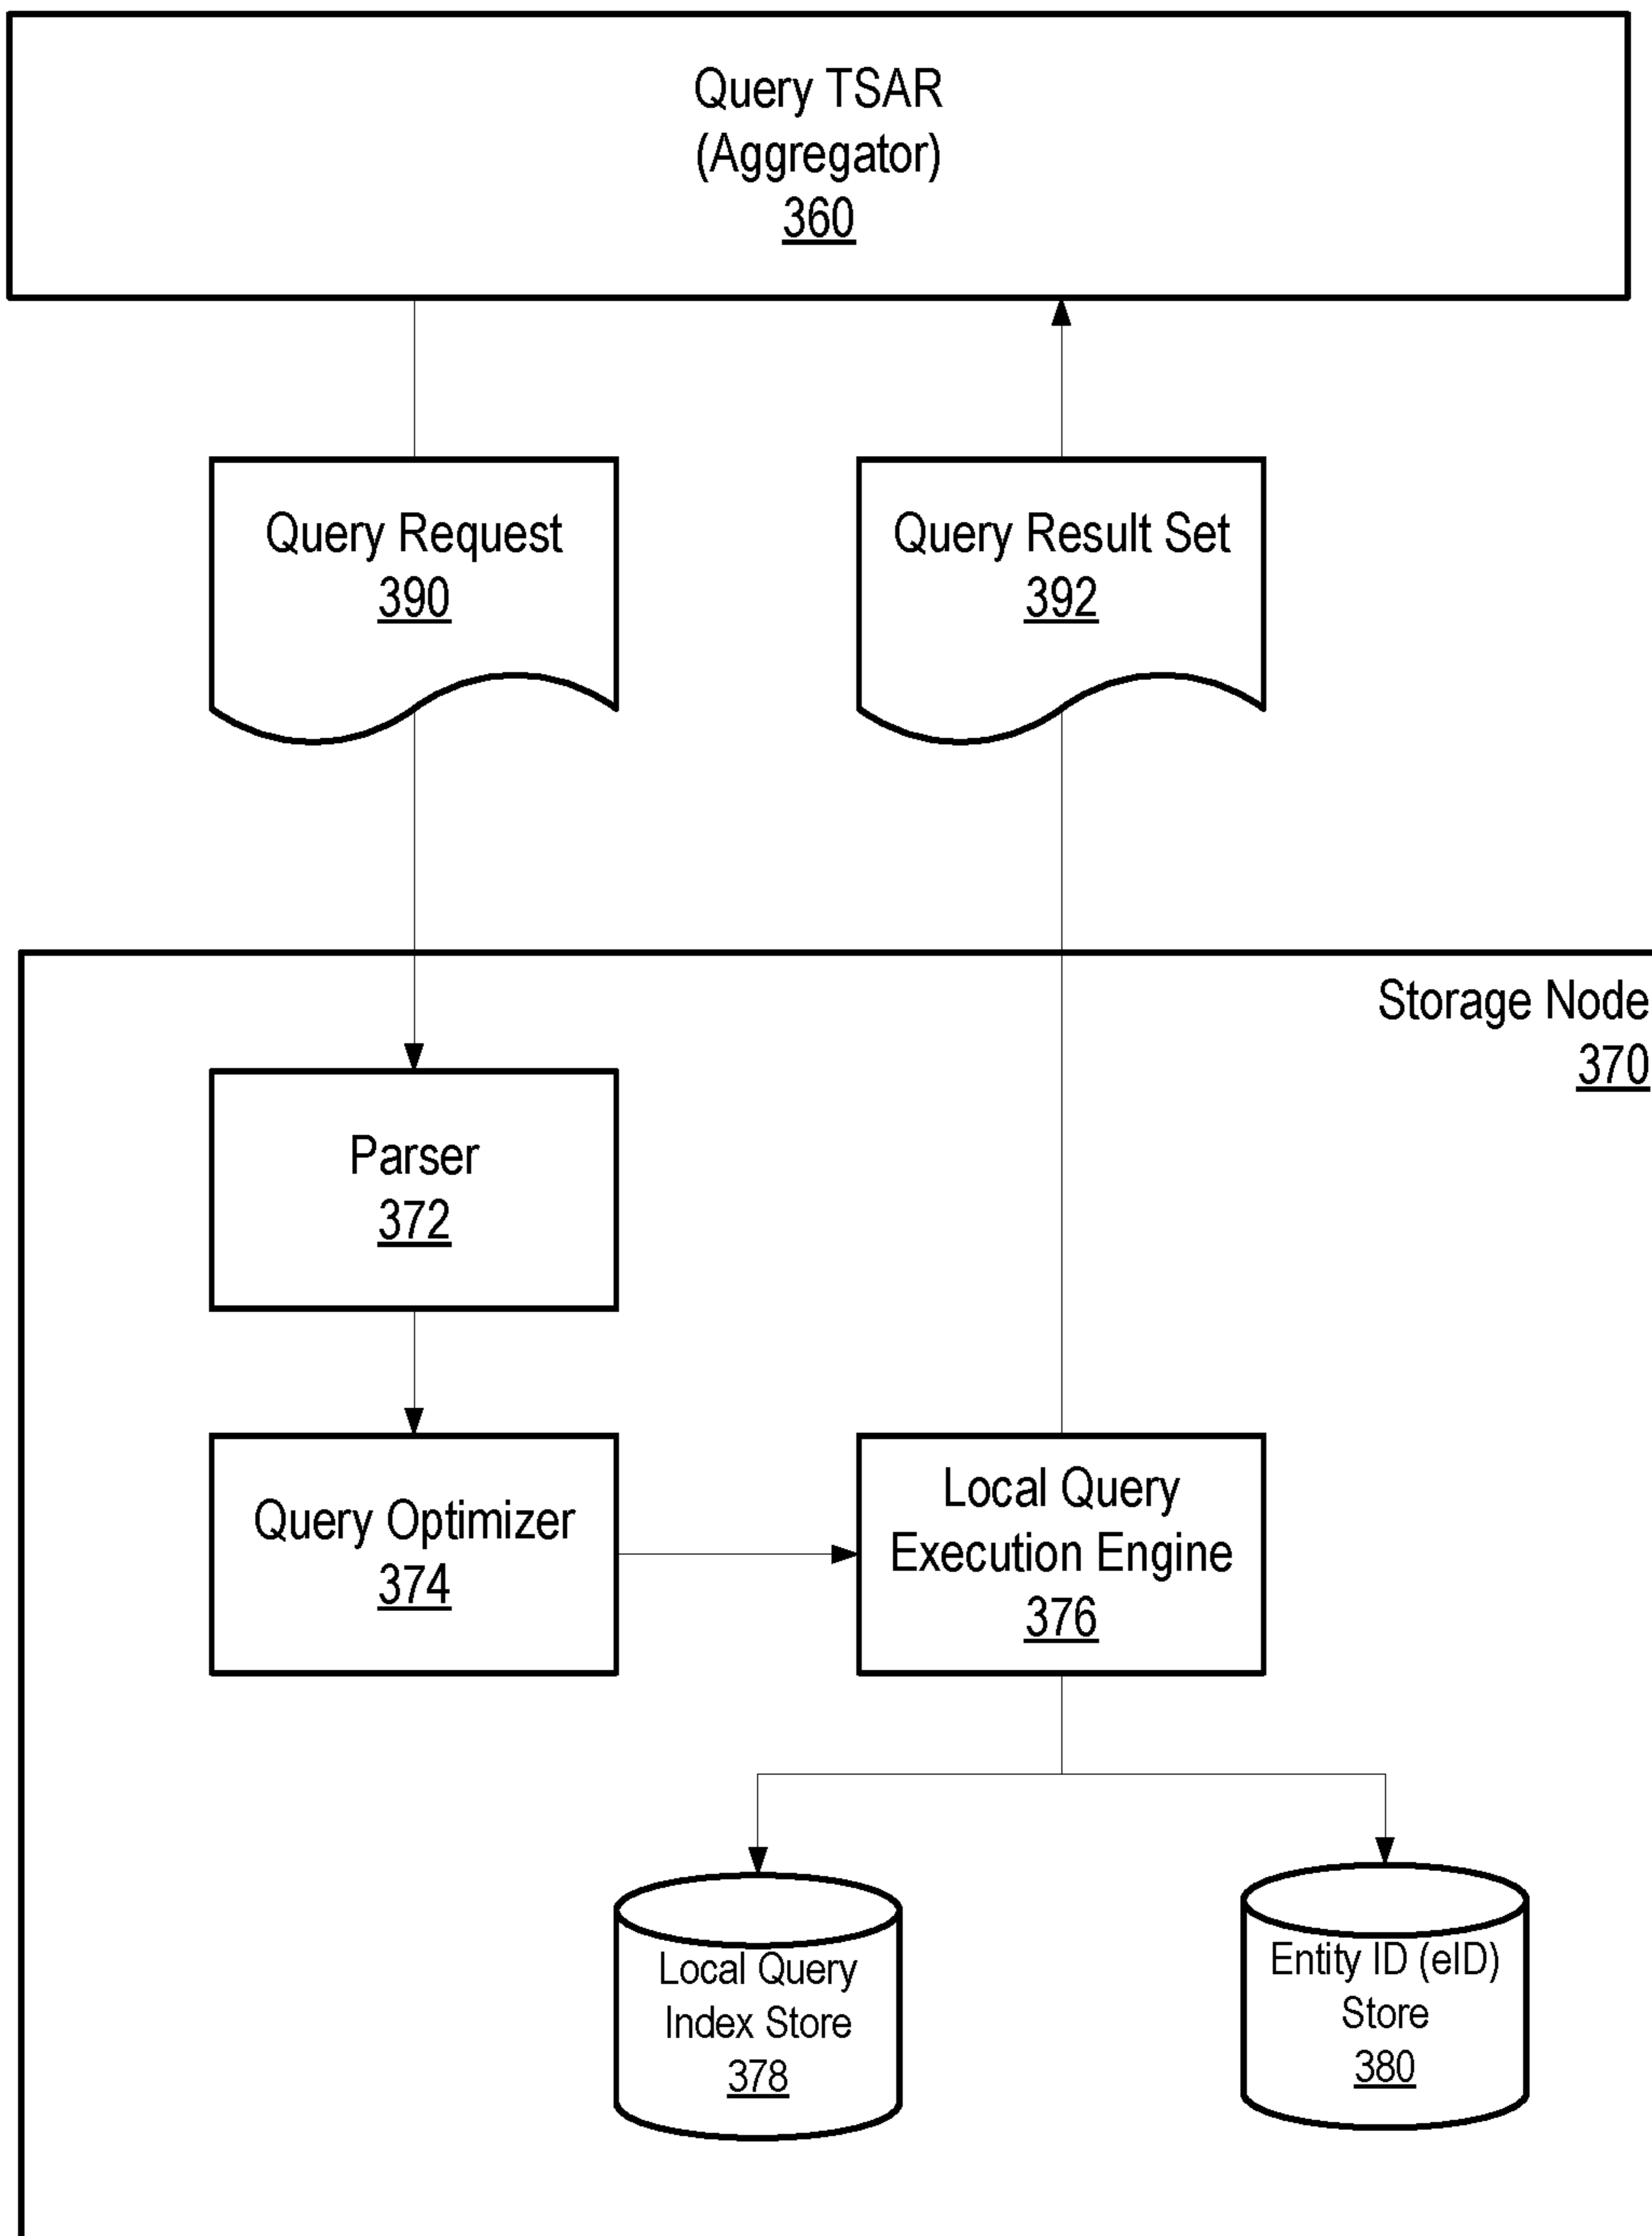 Query TSAR
(Aggregator)
360
Query Request
390
Query Result Set
392
Storage Node
370
Parser
372
Query Optimizer
374
Local Query
Execution Engine
376
Local Query
Index Store
378
Entity ID (eID)
Store
380